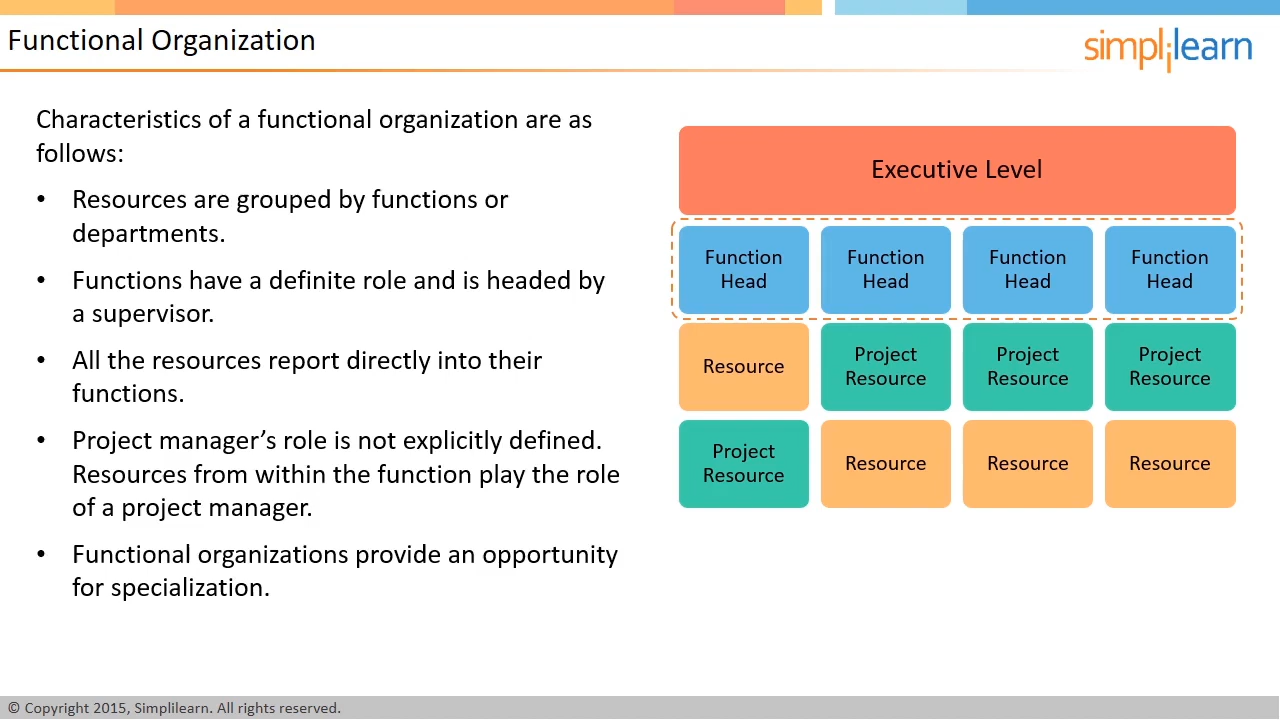 Functional Organization
simplilearn
Characteristics of a functional organization are as
follows:
• Resources are grouped by functions or
departments.
• Functions have a definite role and is headed by
a supervisor.
• All the resources report directly into their
functions.
• Project manager’s role is not explicitly defined.
Resources from within the function play the role
of a project manager.
• Functional organizations provide an opportunity
for specialization.
Executive Level
Function
Head
Function
Head
Function
Head
Function
Head
Resource
Project
Resource
Project
Resource
Project
Resource
Project
Resource
Resource
Resource
Resource
© Copyright 2015, Simplilearn. All rights reserved.